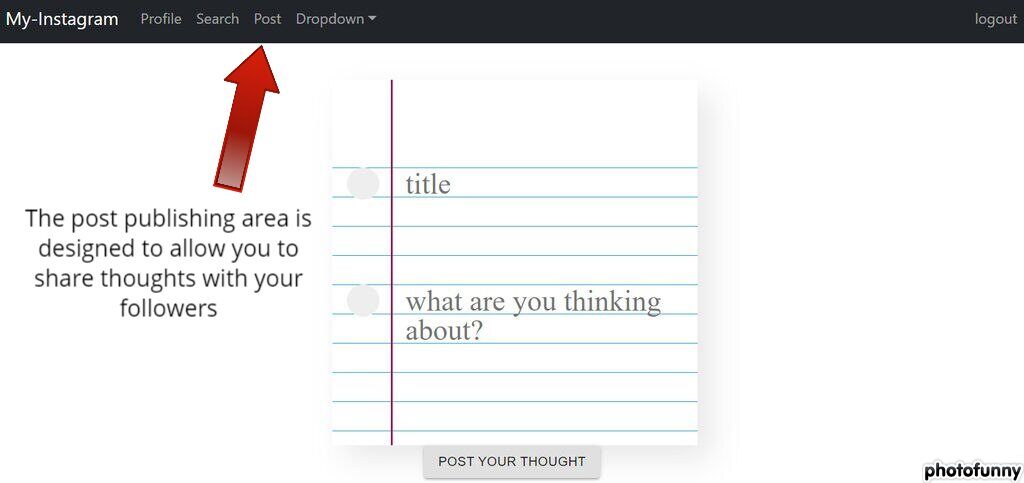 My-Instagram Profile Search Post Dropdown logout
The post publishing area is
designed to allow you to
share thoughts with your
followers
title
what are you thinking
about?
POST YOUR THOUGHT
photofunny